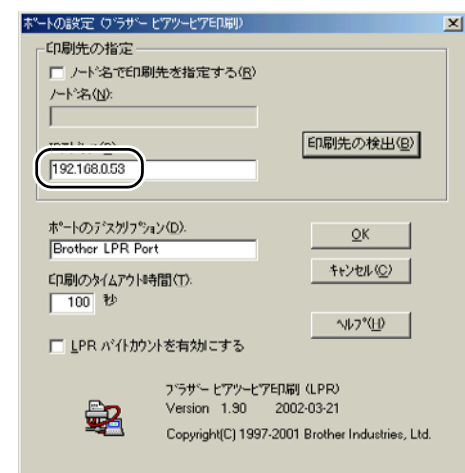 ポートの設定 (ブラザー ピアツーピア印刷)
印刷先の指定
ノード名で印刷先を指定する(R)
ノード名(N):
192.168.0.53
印刷先の検出(B)
ポートのデスクリプション(D).
Brother LPR Port
OK
キャンセル(C)
印刷のタイムアウト時間(T):
100 秒
ヘルプ(H)
LPR バイトカウントを有効にする
ブラザー ピアツーピア印刷 (LPR)
Version 1.90 2002-03-21
Copyright(C) 1997-2001 Brother Industries, Ltd.